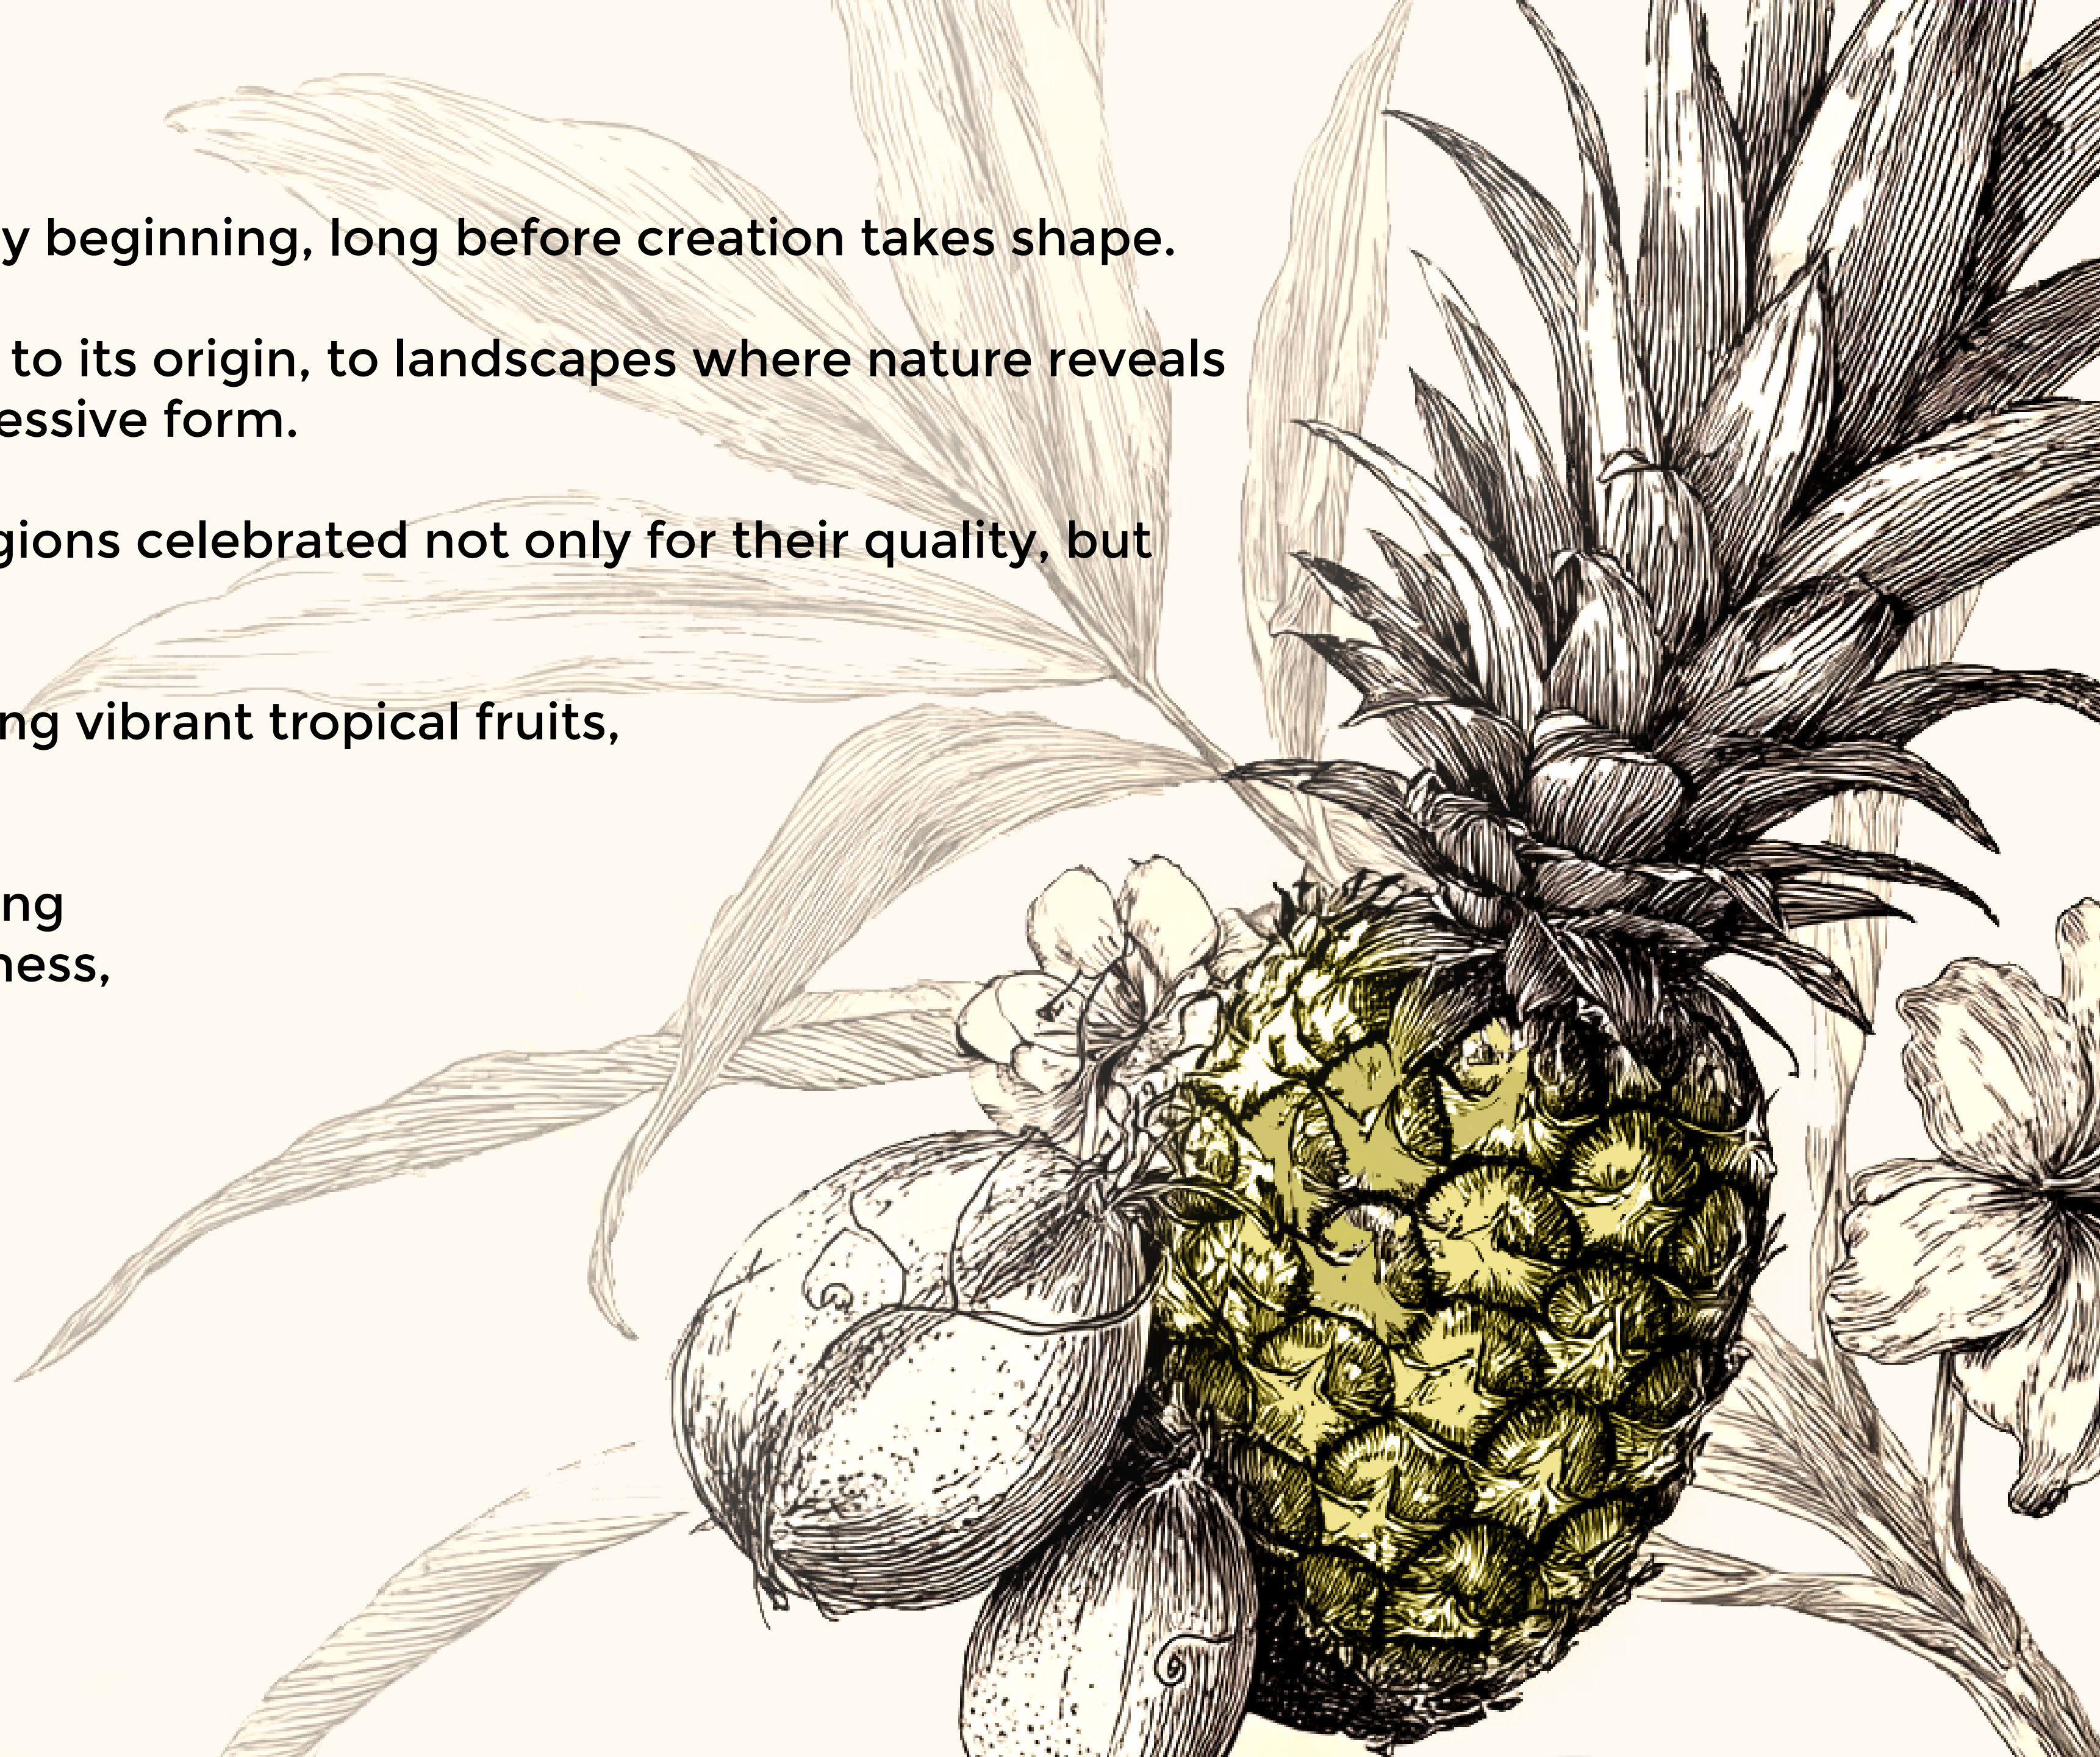 y beginning, long before creation takes shape.
to its origin, to landscapes where nature reveals
essive form.
gions celebrated not only for their quality, but
ng vibrant tropical fruits,
ng
ness,